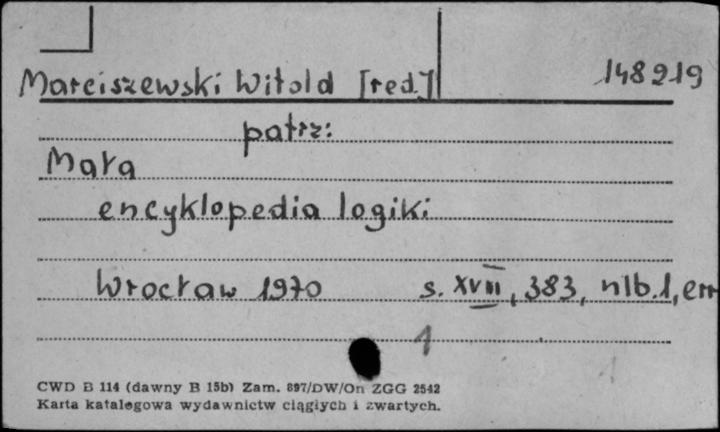 Marciszewski Witold [red.] 148219
patrz:
Mała
encyklopedia logiki
Wrocław 1970 s. XVII, 383, nlb. 1, err
1
CWD B 114 (dawny B 15b) Zam. 897/DW/On ZGG 2542
Karta katalogowa wydawnictw ciągłych i zwartych.